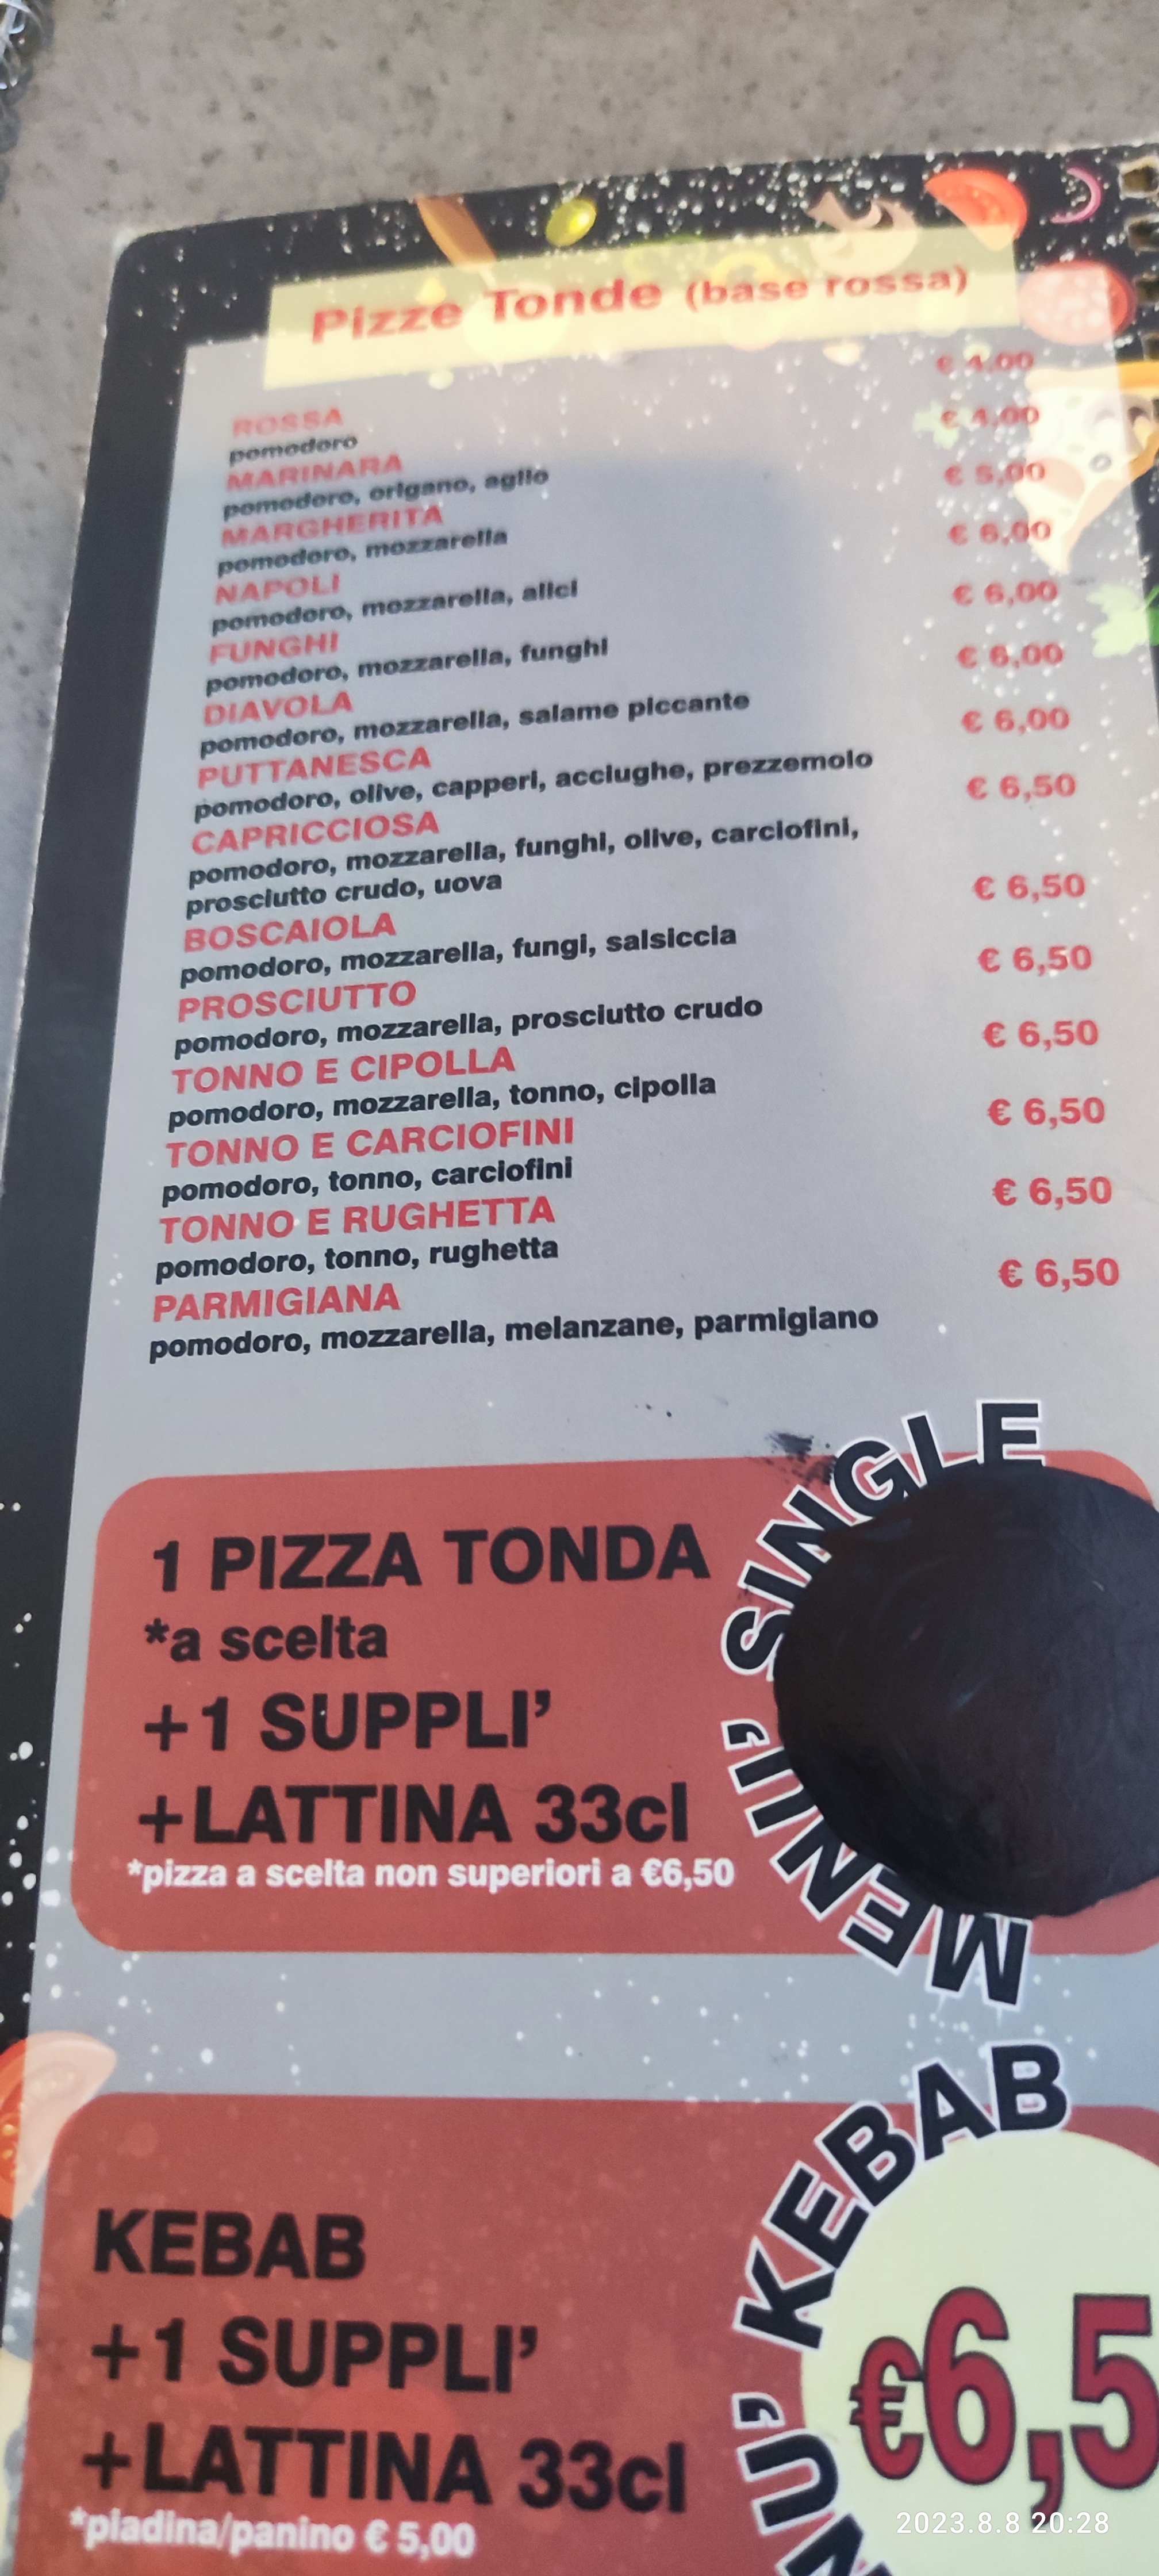 Pizze Tonde (base rossa)
ROSSA € 4,00
pomodoro
MARINARA € 4,00
pomodoro, origano, aglio
MARGHERITA € 5,00
pomodoro, mozzarella
NAPOLI € 6,00
pomodoro, mozzarella, alici
FUNGHI € 6,00
pomodoro, mozzarella, funghi
DIAVOLA € 6,00
pomodoro, mozzarella, salame piccante
PUTTANESCA € 6,00
pomodoro, olive, capperi, acciughe, prezzemolo
CAPRICCIOSA € 6,50
pomodoro, mozzarella, funghi, olive, carciofini,
prosciutto crudo, uova
BOSCAIOLA € 6,50
pomodoro, mozzarella, fungi, salsiccia
PROSCIUTTO € 6,50
pomodoro, mozzarella, prosciutto crudo
TONNO E CIPOLLA € 6,50
pomodoro, mozzarella, tonno, cipolla
TONNO E CARCIOFINI € 6,50
pomodoro, tonno, carciofini
TONNO E RUGHETTA € 6,50
pomodoro, tonno, rughetta
PARMIGIANA € 6,50
pomodoro, mozzarella, melanzane, parmigiano
MENU' SINGLE
1 PIZZA TONDA
*a scelta
+1 SUPPLI'
+LATTINA 33cl
*pizza a scelta non superiori a €6,50
KEBAB
KEBAB
+1 SUPPLI'
+LATTINA 33cl
*piadina/panino € 5,00
€6,5
2023.8.8 20:28